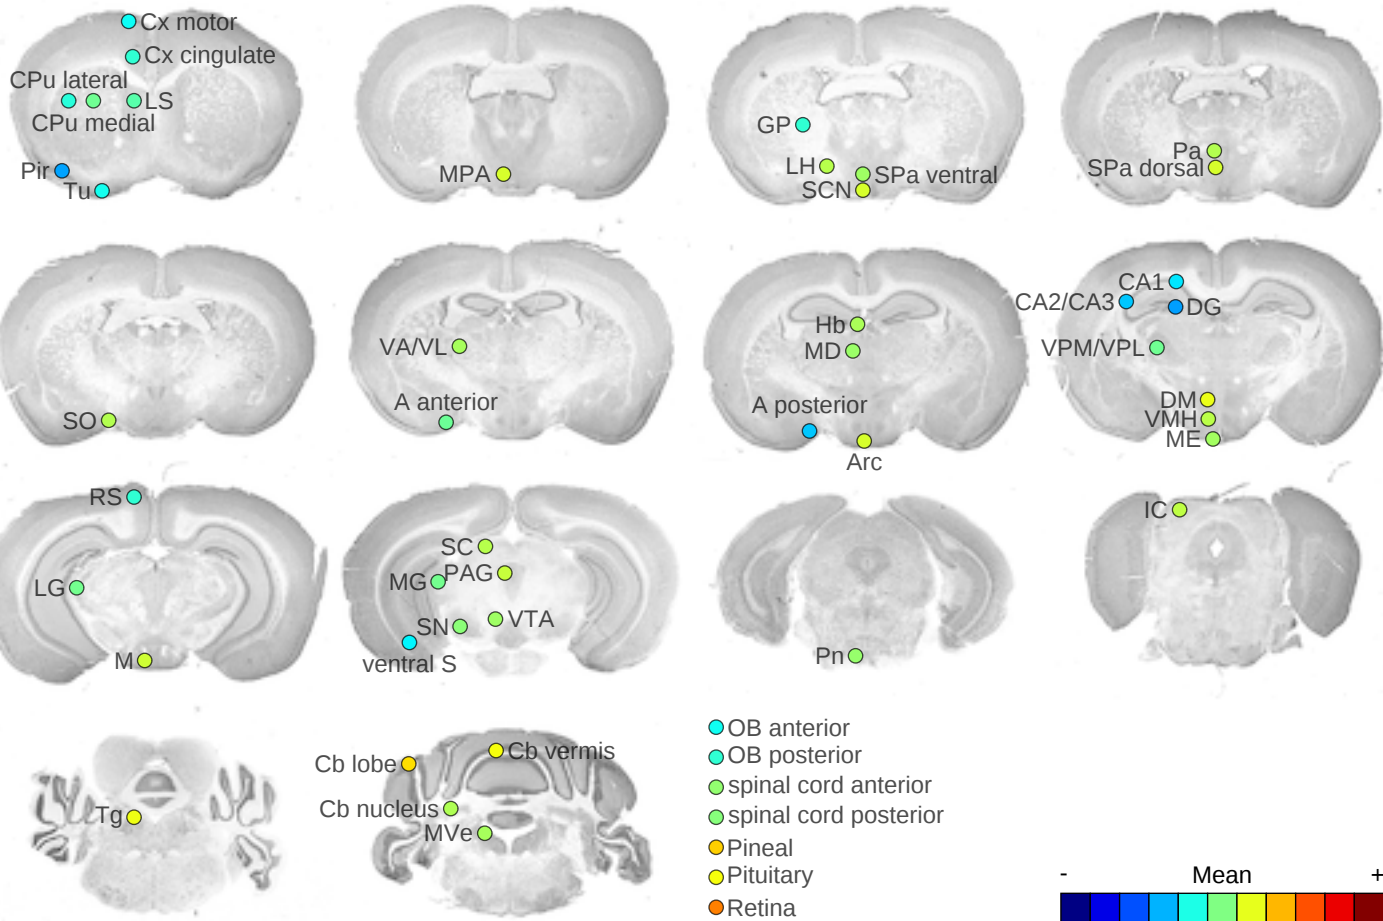 Cx motor
Cx cingulate
CPu lateral
LS
CPu medial
Pir
Tu
MPA
GP
LH
SPa ventral
SCN
Pa
SPa dorsal
SO
VA/VL
A anterior
Hb
MD
A posterior
Arc
CA1
CA2/CA3
DG
VPM/VPL
DM
VMH
ME
RS
LG
M
SC
MG
PAG
SN
VTA
ventral S
Pn
IC
Tg
Cb lobe
Cb vermis
Cb nucleus
MVe
OB anterior
OB posterior
spinal cord anterior
spinal cord posterior
Pineal
Pituitary
Retina
- Mean +